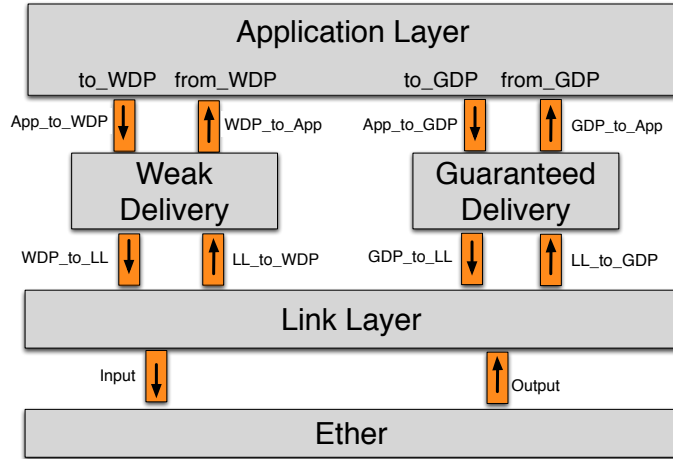 Application Layer
to_WDP from_WDP to_GDP from_GDP
App_to_WDP WDP_to_App App_to_GDP GDP_to_App
Weak
Delivery
Guaranteed
Delivery
WDP_to_LL LL_to_WDP GDP_to_LL LL_to_GDP
Link Layer
Input Output
Ether